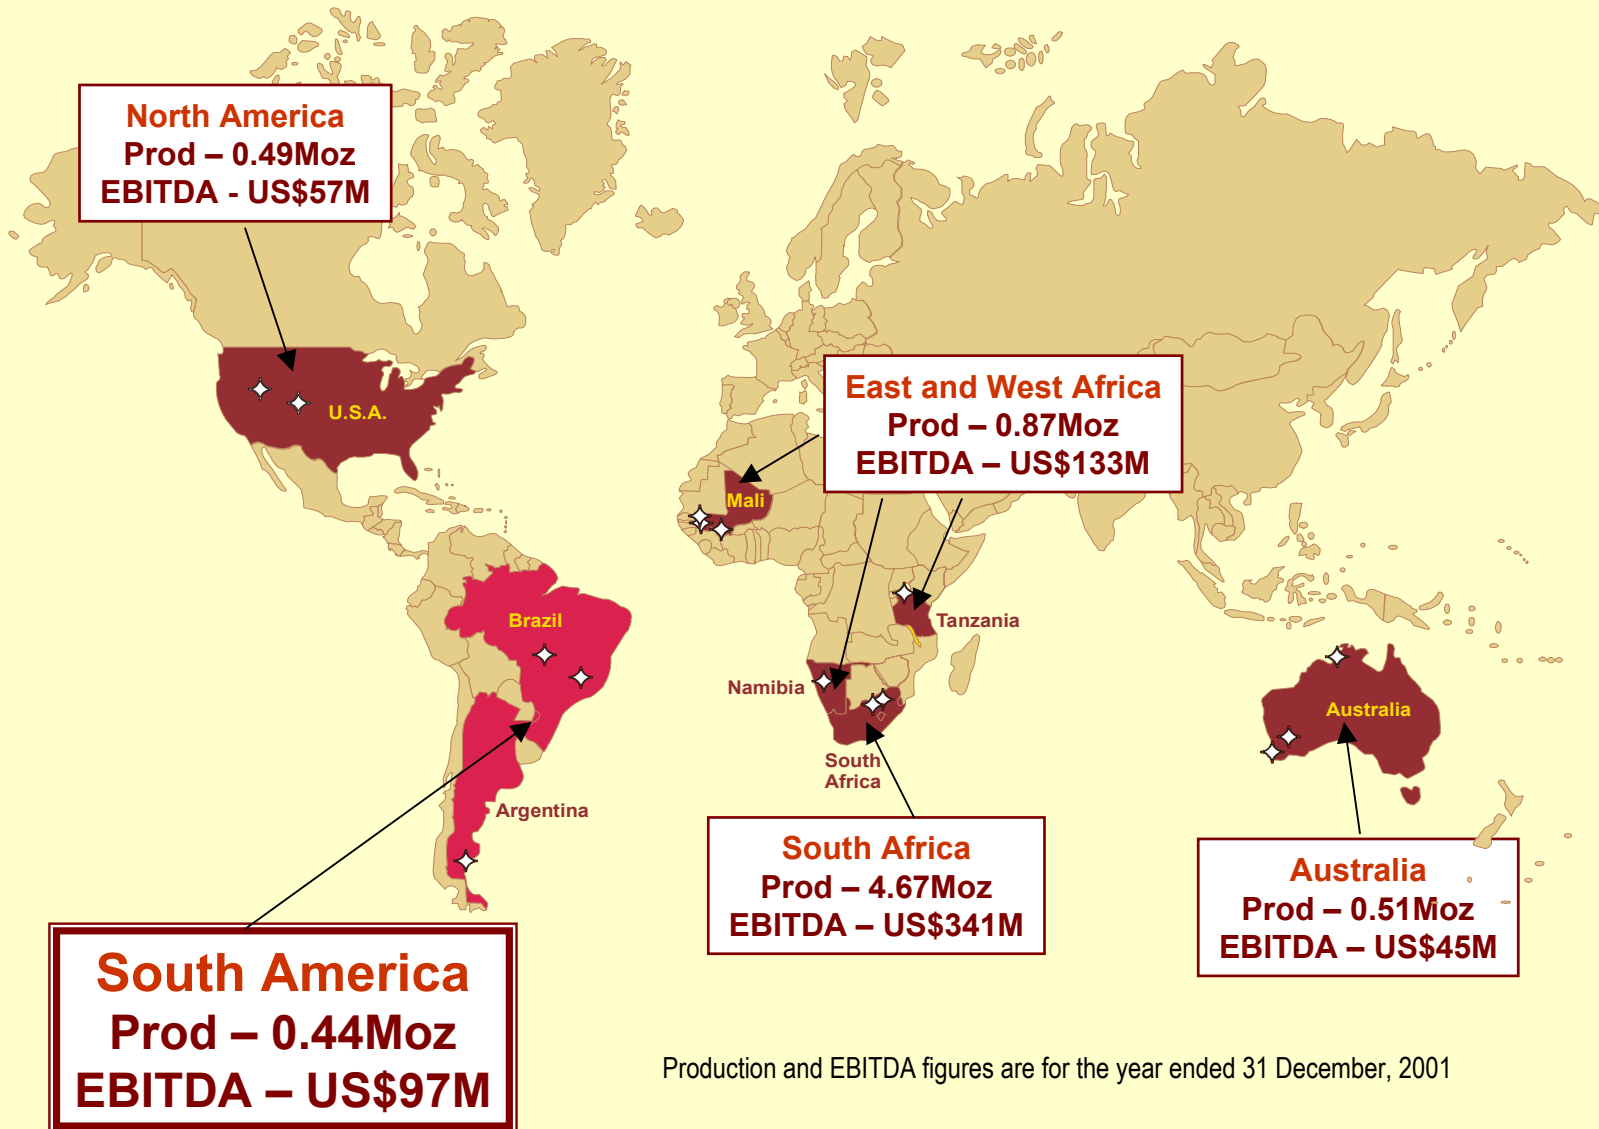 North America
Prod – 0.49Moz
EBITDA - US$57M
U.S.A.
East and West Africa
Prod – 0.87Moz
EBITDA – US$133M
Mali
Brazil
Tanzania
Namibia
Australia
South
Africa
Argentina
South Africa
Prod – 4.67Moz
EBITDA – US$341M
Australia
Prod – 0.51Moz
EBITDA – US$45M
South America
Prod – 0.44Moz
EBITDA – US$97M
Production and EBITDA figures are for the year ended 31 December, 2001